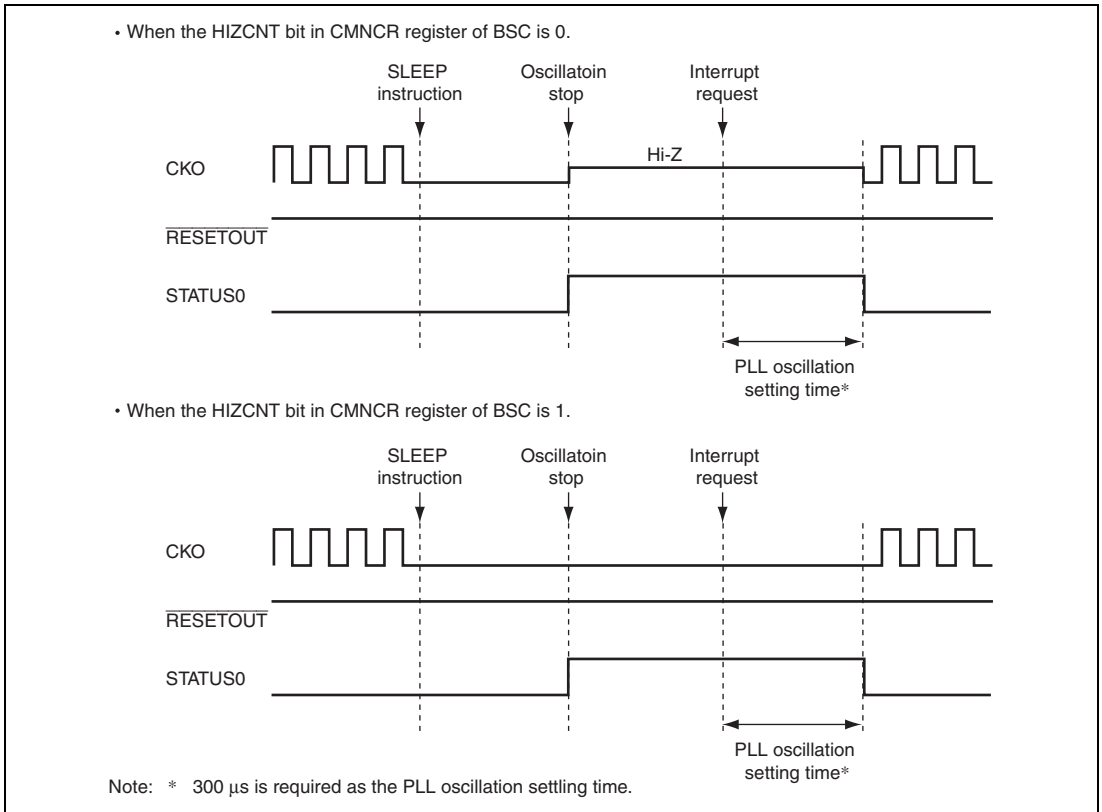 • When the HIZCNT bit in CMNCR register of BSC is 0.
SLEEP instruction
Oscillatoin stop
Interrupt request
CKO
Hi-Z
RESETOUT
STATUS0
PLL oscillation
setting time*
• When the HIZCNT bit in CMNCR register of BSC is 1.
SLEEP instruction
Oscillatoin stop
Interrupt request
CKO
RESETOUT
STATUS0
PLL oscillation
setting time*
Note: * 300 μs is required as the PLL oscillation settling time.